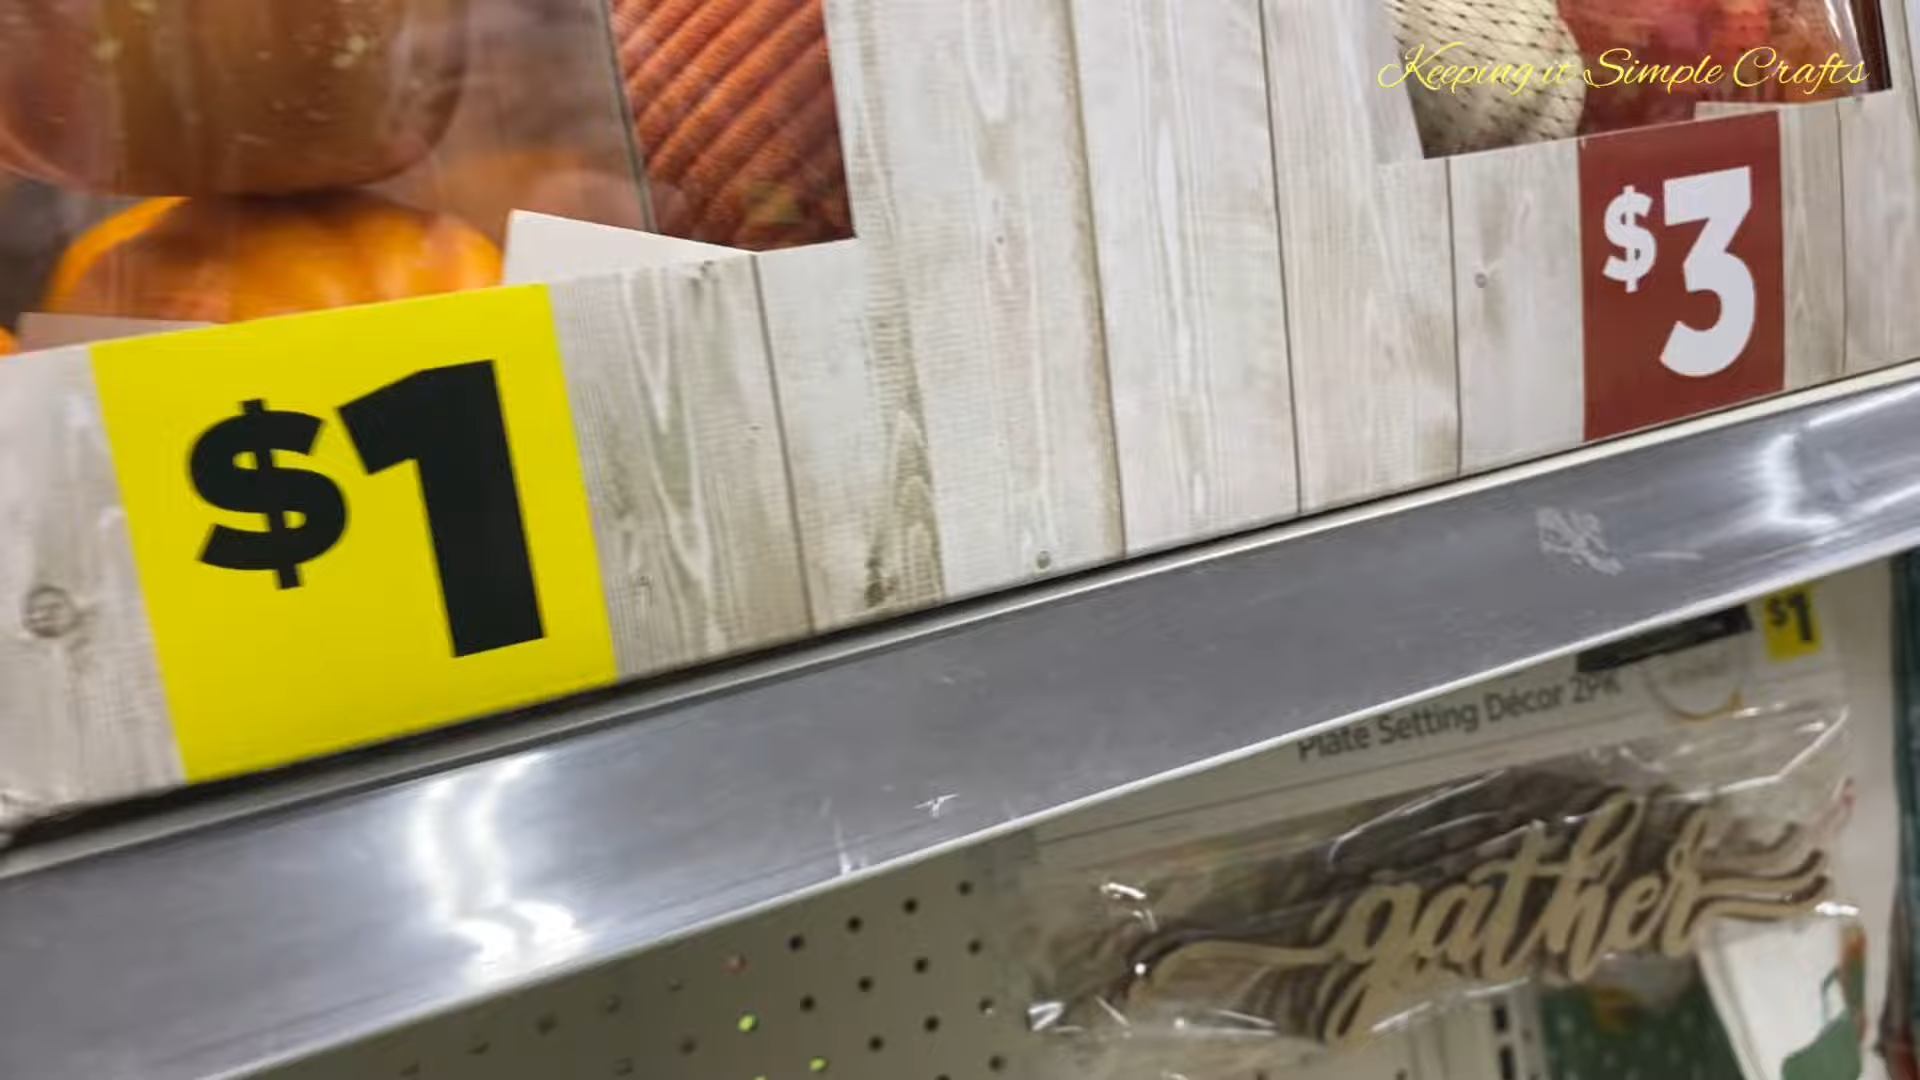 Keeping it Simple Crafts
$3
$1
$1
Plate Setting Décor 2PK
gather